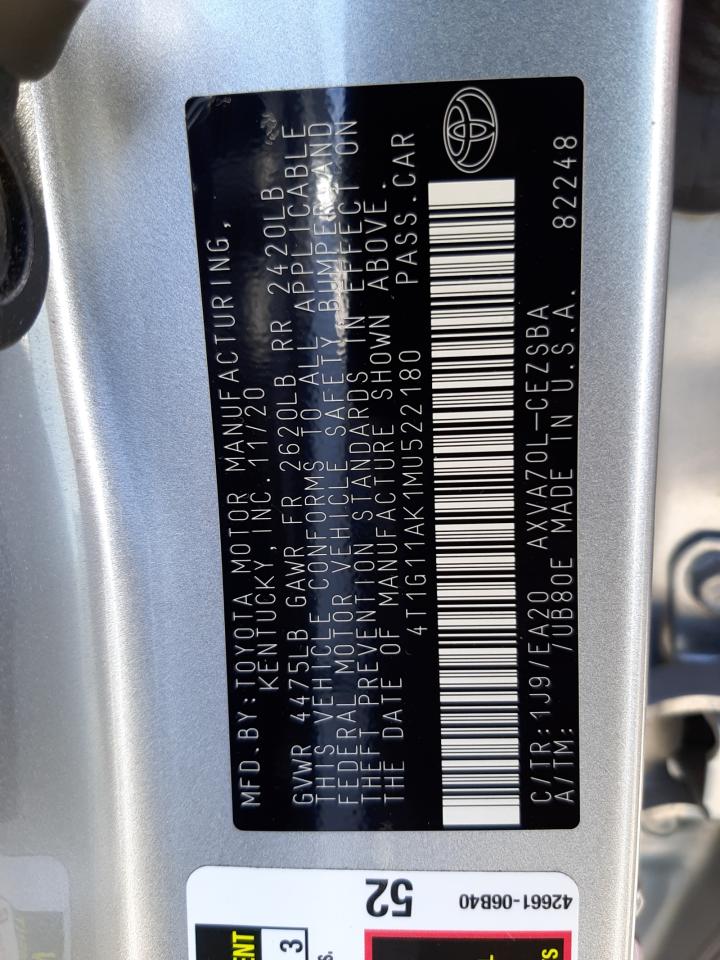 MFD.BY:TOYOTA MOTOR MANUFACTURING,
KENTUCKY,INC.11/20
GVWR 4475LB GAWR FR 2620LB RR 2420LB
THIS VEHICLE CONFORMS TO ALL APPLICABLE
FEDERAL MOTOR VEHICLE SAFETY,BUMPER,AND
THEFT PREVENTION STANDARDS IN EFFECT ON
THE DATE OF MANUFACTURE SHOWN ABOVE.
4T1G11AK1MU522180 PASS.CAR
C/TR:1J9/EA20 AXVA70L-CEZSBA
A/TM: /UB80E MADE IN U.S.A. 82248
52
42661-06B40
3